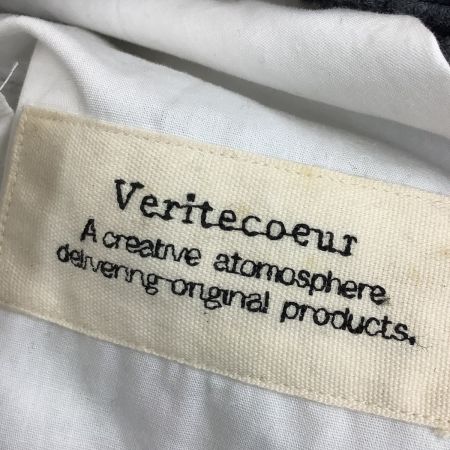 Veritecoeur
A creative atomosphere
delivering original products.